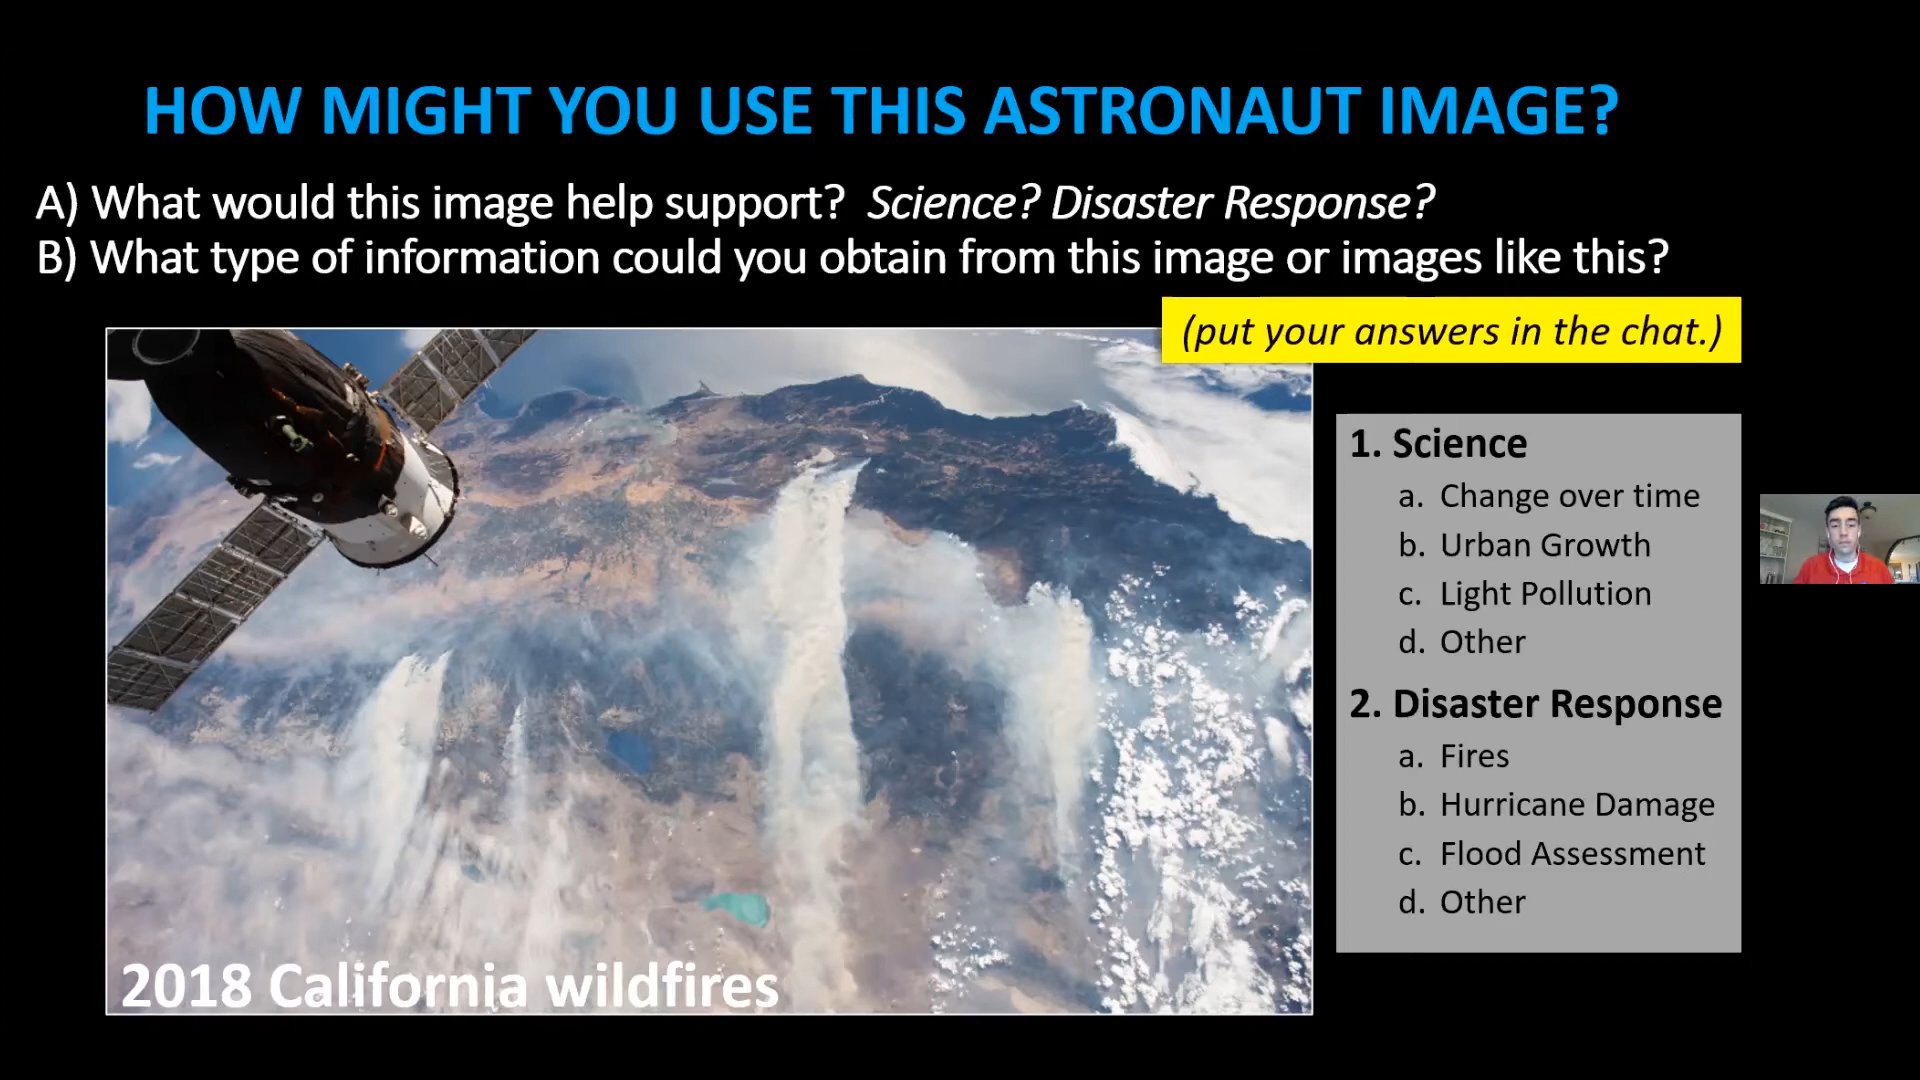 HOW MIGHT YOU USE THIS ASTRONAUT IMAGE?
A) What would this image help support? Science? Disaster Response?
B) What type of information could you obtain from this image or images like this?
(put your answers in the chat.)
1. Science
a. Change over time
b. Urban Growth
c. Light Pollution
d. Other
2. Disaster Response
a. Fires
b. Hurricane Damage
c. Flood Assessment
d. Other
2018 California wildfires